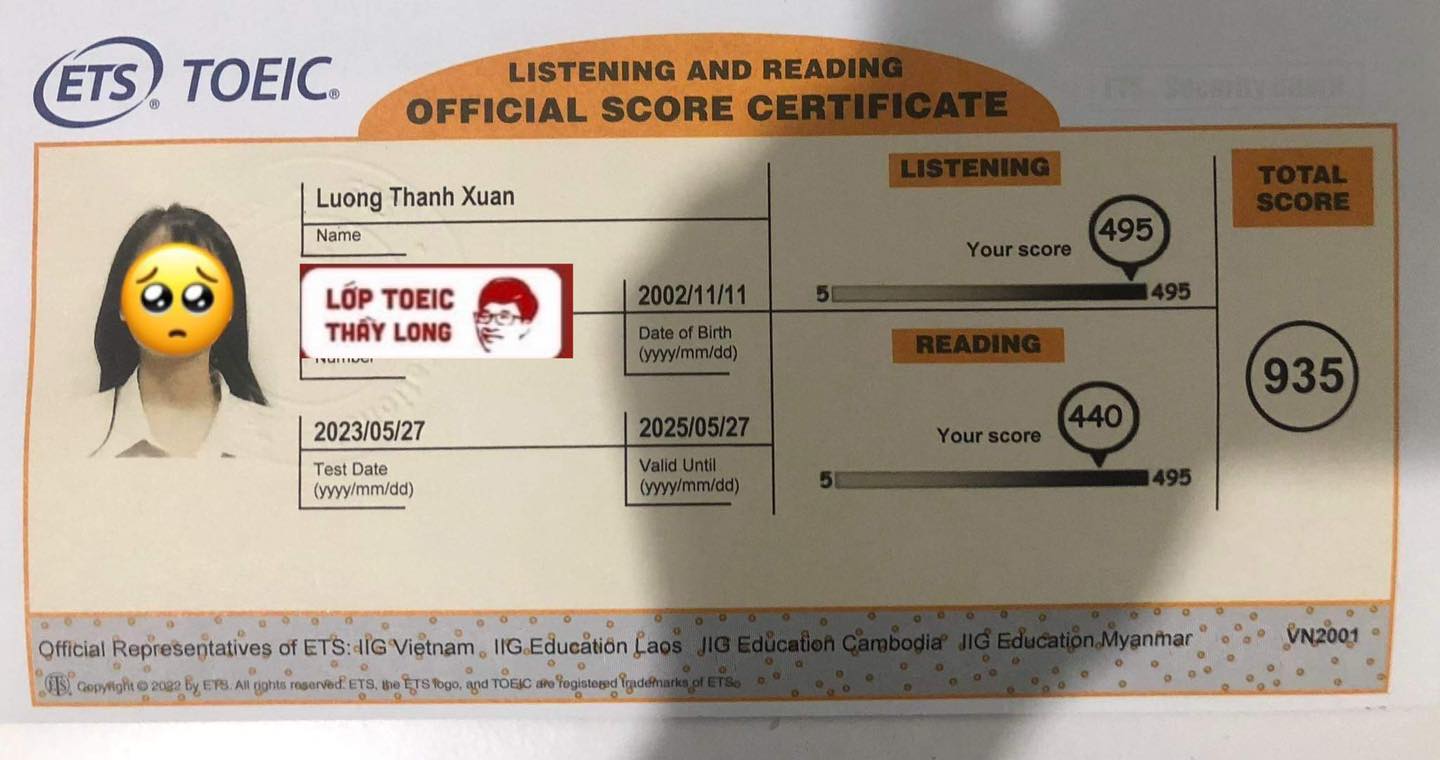 ETS® TOEIC®
LISTENING AND READING
OFFICIAL SCORE CERTIFICATE
Luong Thanh Xuan
Name
LỚP TOEIC
THẦY LONG
Number
2002/11/11
Date of Birth
(yyyy/mm/dd)
2023/05/27
Test Date
(yyyy/mm/dd)
2025/05/27
Valid Until
(yyyy/mm/dd)
LISTENING
Your score 495
5 495
READING
Your score 440
5 495
TOTAL
SCORE
935
Official Representatives of ETS: IIG Vietnam IIG Education Laos IIG Education Cambodia IIG Education Myanmar VN2001
ETS Copyright © 2022 by ETS. All rights reserved. ETS, the ETS logo, and TOEIC are registered trademarks of ETS.